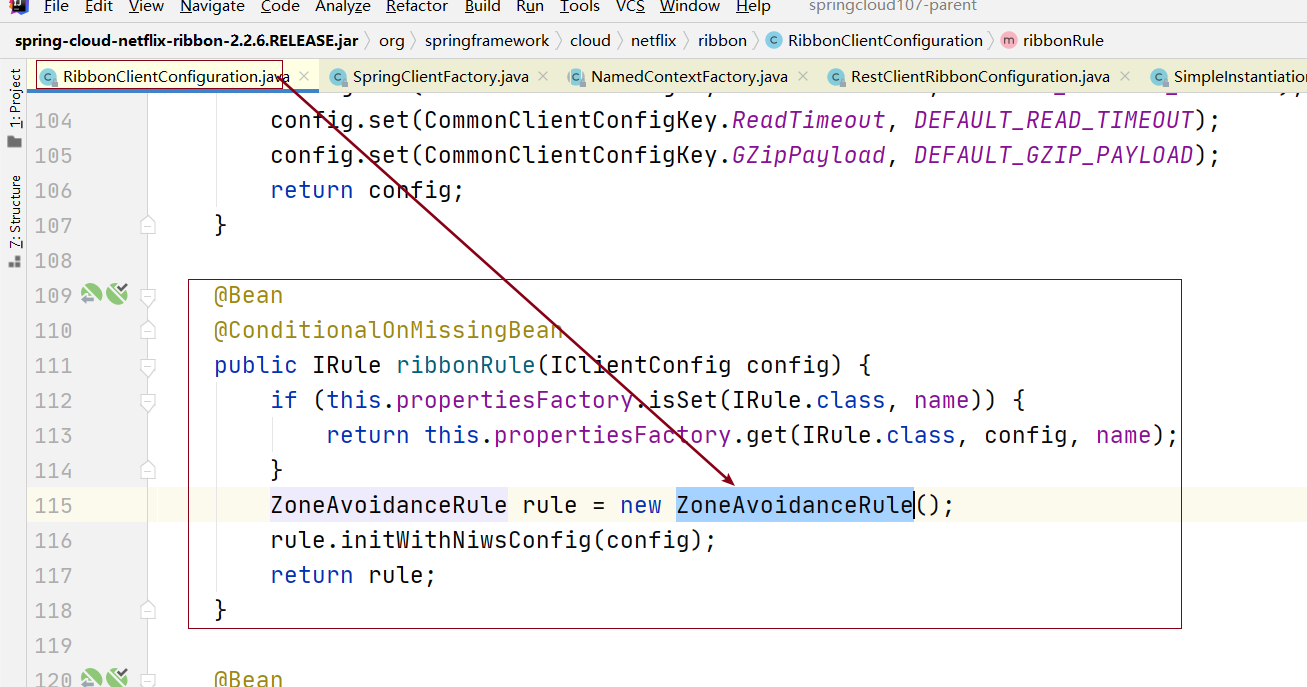 File Edit View Navigate Code Analyze Refactor Build Run Tools VCS Window Help springcloud107-parent
spring-cloud-netflix-ribbon-2.2.6.RELEASE.jar org springframework cloud netflix ribbon RibbonClientConfiguration ribbonRule
RibbonClientConfiguration.java SpringClientFactory.java NamedContextFactory.java RestClientRibbonConfiguration.java SimpleInstantiation
1: Project
7: Structure
104 config.set(CommonClientConfigKey.ReadTimeout, DEFAULT_READ_TIMEOUT);
105 config.set(CommonClientConfigKey.GZipPayload, DEFAULT_GZIP_PAYLOAD);
106 return config;
107 }
108
109 @Bean
110 @ConditionalOnMissingBean
111 public IRule ribbonRule(IClientConfig config) {
112 if (this.propertiesFactory.isSet(IRule.class, name)) {
113 return this.propertiesFactory.get(IRule.class, config, name);
114 }
115 ZoneAvoidanceRule rule = new ZoneAvoidanceRule();
116 rule.initWithNiwsConfig(config);
117 return rule;
118 }
119
120 @Bean